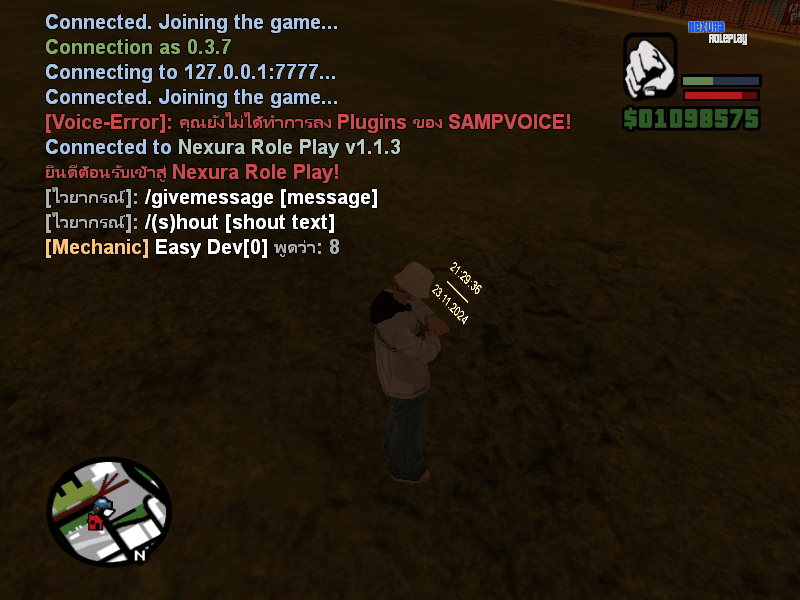 Connected. Joining the game...
Connection as 0.3.7
Connecting to 127.0.0.1:7777...
Connected. Joining the game...
[Voice-Error]: คุณยังไม่ได้ทำการลง Plugins ของ SAMPVOICE!
Connected to Nexura Role Play v1.1.3
ยินดีต้อนรับเข้าสู่ Nexura Role Play!
[ไวยากรณ์]: /givemessage [message]
[ไวยากรณ์]: /(s)hout [shout text]
[Mechanic] Easy Dev[0] พูดว่า: 8
NEXURA
ROLEPLAY
$01098575
21:29:36
23.11.2024
N